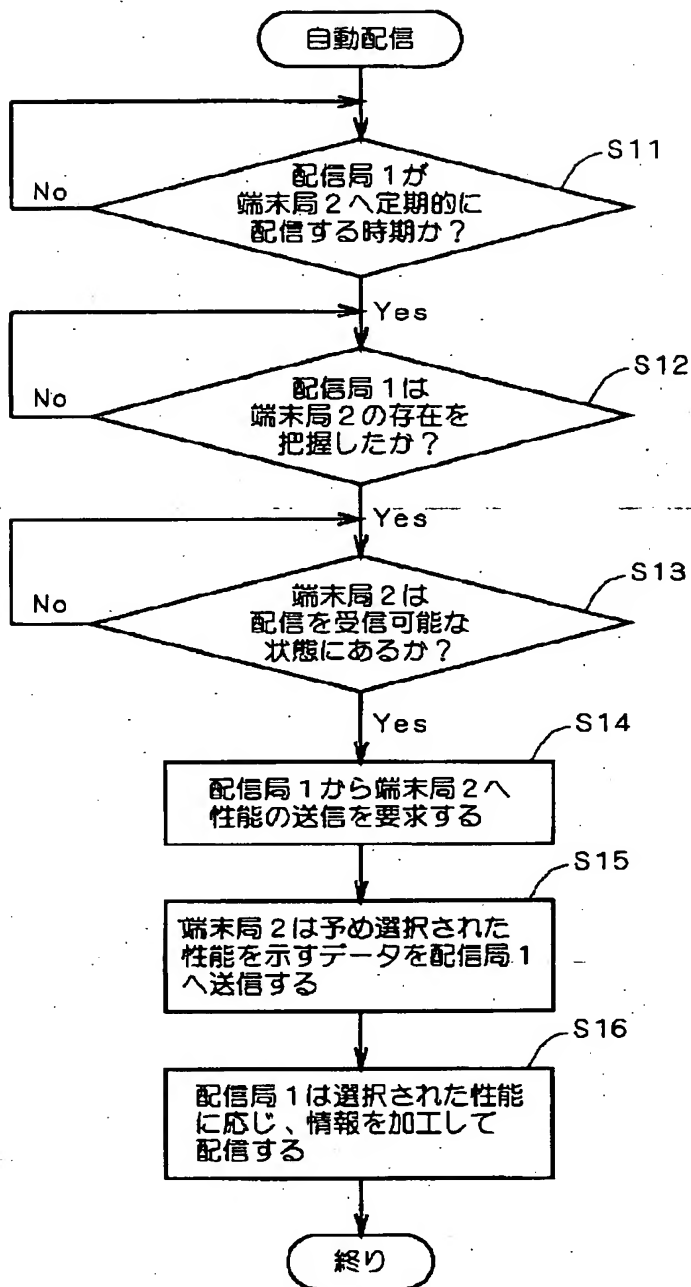 自動配信
S11
配信局1が
端末局2へ定期的に
配信する時期か？
No
Yes
S12
配信局1は
端末局2の存在を
把握したか？
No
Yes
S13
端末局2は
配信を受信可能な
状態にあるか？
No
Yes
S14
配信局1から端末局2へ
性能の送信を要求する
S15
端末局2は予め選択された
性能を示すデータを配信局1
へ送信する
S16
配信局1は選択された性能
に応じ、情報を加工して
配信する
終り